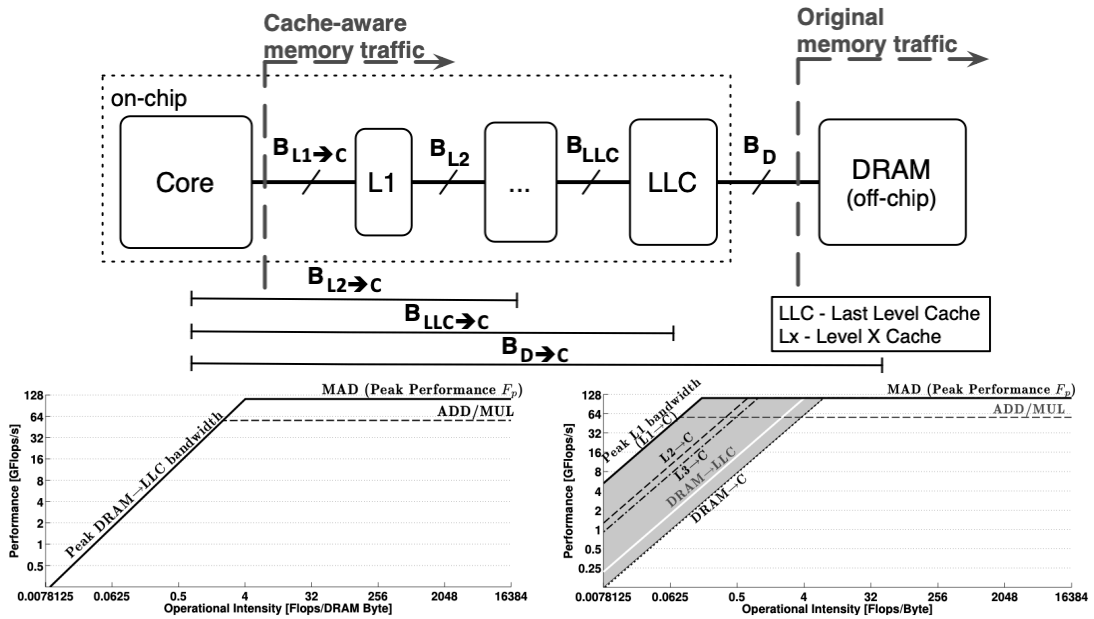 Cache-aware
memory traffic
Original
memory traffic
on-chip
Core
B L1➔C
L1
B L2
...
B LLC
LLC
B D
DRAM
(off-chip)
B L2➔C
B LLC➔C
B D➔C
LLC - Last Level Cache
Lx - Level X Cache
Performance [GFlops/s]
128
64
32
16
8
4
2
1
0.5
MAD (Peak Performance Fp)
ADD/MUL
Peak DRAM→LLC bandwidth
0.0078125 0.0625 0.5 4 32 256 2048 16384
Operational Intensity [Flops/DRAM Byte]
Performance [GFlops/s]
128
64
32
16
8
4
2
1
0.5
0.25
MAD (Peak Performance Fp)
ADD/MUL
Peak L1 bandwidth
(L1→C)
L2→C
L3→C
DRAM→LLC
DRAM→C
0.0078125 0.0625 0.5 4 32 256 2048 16384
Operational Intensity [Flops/Byte]